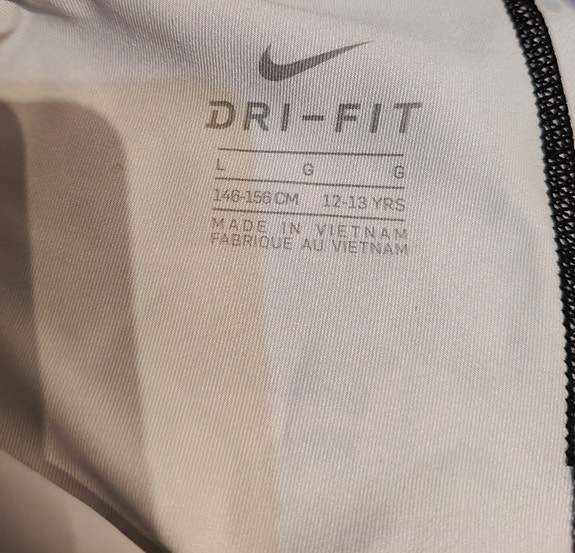 DRI-FIT
L G G
146-156 CM 12-13 YRS
MADE IN VIETNAM
FABRIQUE AU VIETNAM